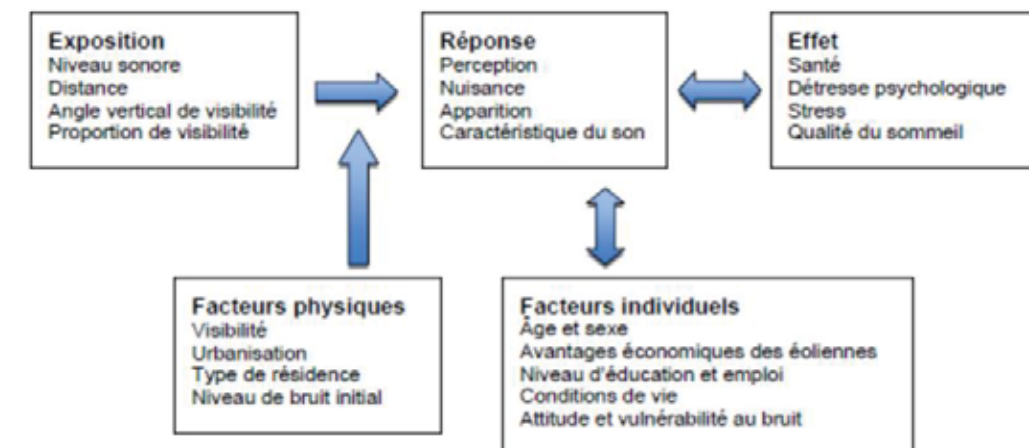 Exposition
Niveau sonore
Distance
Angle vertical de visibilité
Proportion de visibilité
Réponse
Perception
Nuisance
Apparition
Caractéristique du son
Effet
Santé
Détresse psychologique
Stress
Qualité du sommeil
Facteurs physiques
Visibilité
Urbanisation
Type de résidence
Niveau de bruit initial
Facteurs individuels
Âge et sexe
Avantages économiques des éoliennes
Niveau d'éducation et emploi
Conditions de vie
Attitude et vulnérabilité au bruit